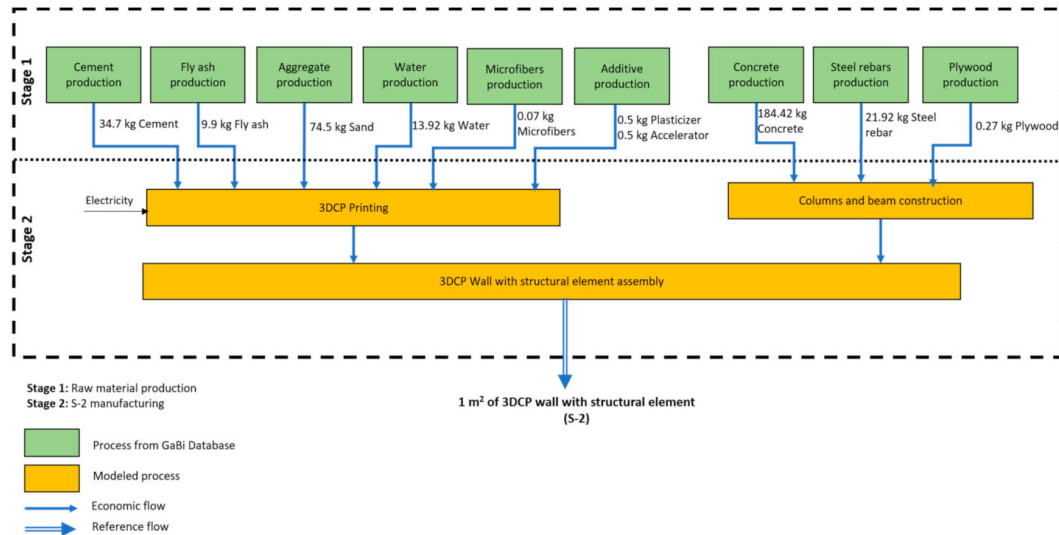 Stage 1
Cement
production
Fly ash
production
Aggregate
production
Water
production
Microfibers
production
Additive
production
Concrete
production
Steel rebars
production
Plywood
production
34.7 kg Cement
9.9 kg Fly ash
74.5 kg Sand
13.92 kg Water
0.07 kg
Microfibers
0.5 kg Plasticizer
0.5 kg Accelerator
184.42 kg
Concrete
21.92 kg Steel
rebar
0.27 kg Plywood
Stage 2
Electricity
3DCP Printing
Columns and beam construction
3DCP Wall with structural element assembly
Stage 1: Raw material production
Stage 2: S-2 manufacturing
1 m² of 3DCP wall with structural element
(S-2)
Process from GaBi Database
Modeled process
Economic flow
Reference flow